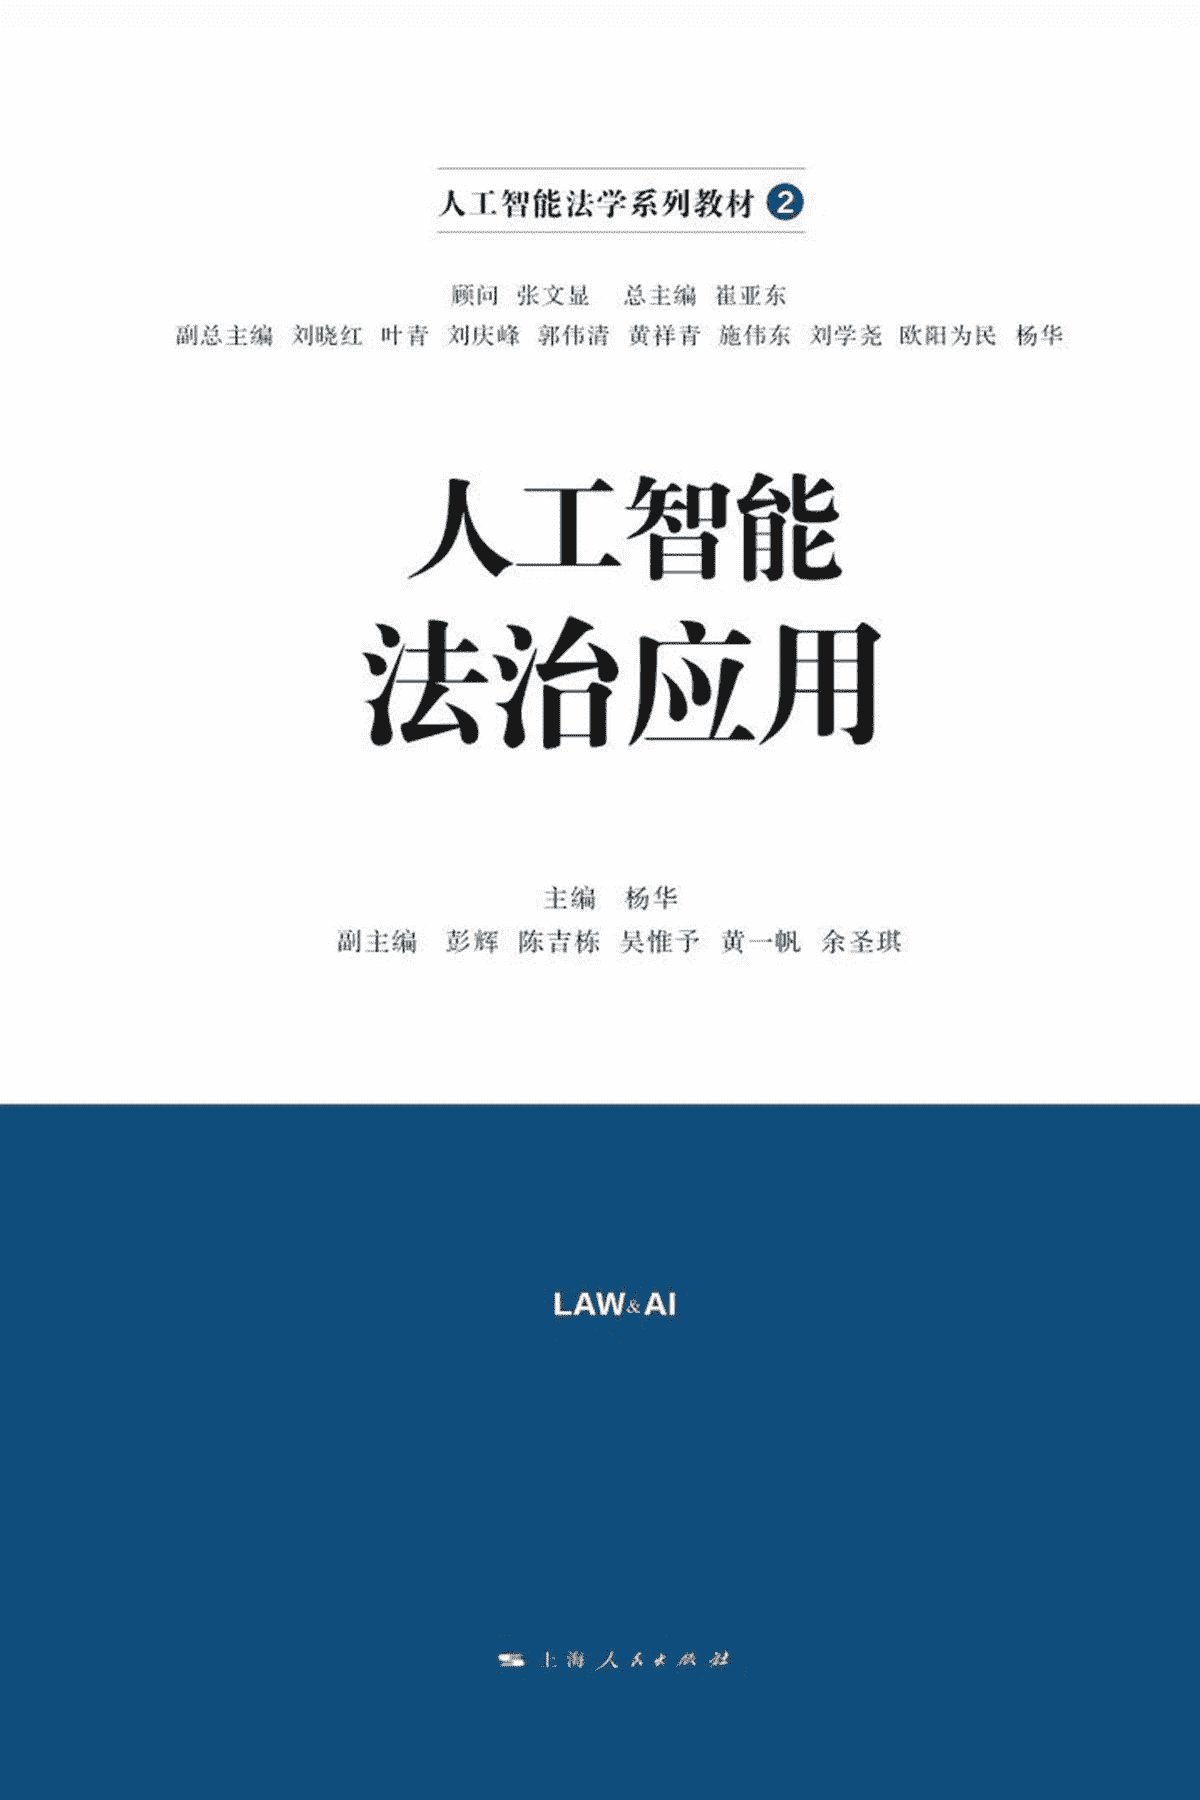 人工智能法学系列教材 2
顾问 张文显 总主编 崔亚东
副总主编 刘晓红 叶青 刘庆峰 郭伟清 黄祥青 施伟东 刘学尧 欧阳为民 杨华
人工智能
法治应用
主编 杨华
副主编 彭辉 陈吉栋 吴惟予 黄一帆 余圣琪
LAW&AI
上海人民出版社